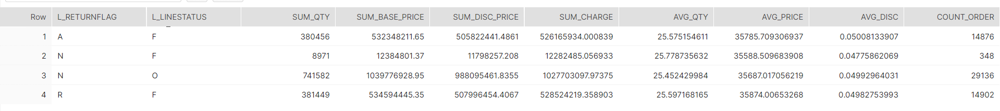 Row L_RETURNFLAG L_LINESTATUS SUM_QTY SUM_BASE_PRICE SUM_DISC_PRICE SUM_CHARGE AVG_QTY AVG_PRICE AVG_DISC COUNT_ORDER
1 A F 380456 532348211.65 505822441.4861 526165934.000839 25.575154611 35785.709306937 0.05008133907 14876
2 N F 8971 12384801.37 11798257.208 12282485.056933 25.778735632 35588.509683908 0.04775862069 348
3 N O 741582 1039776928.95 988095461.8355 1027703097.97375 25.452429984 35687.017056219 0.04992964031 29136
4 R F 381449 534594445.35 507996454.4067 528524219.358903 25.597168165 35874.00653268 0.04982753993 14902